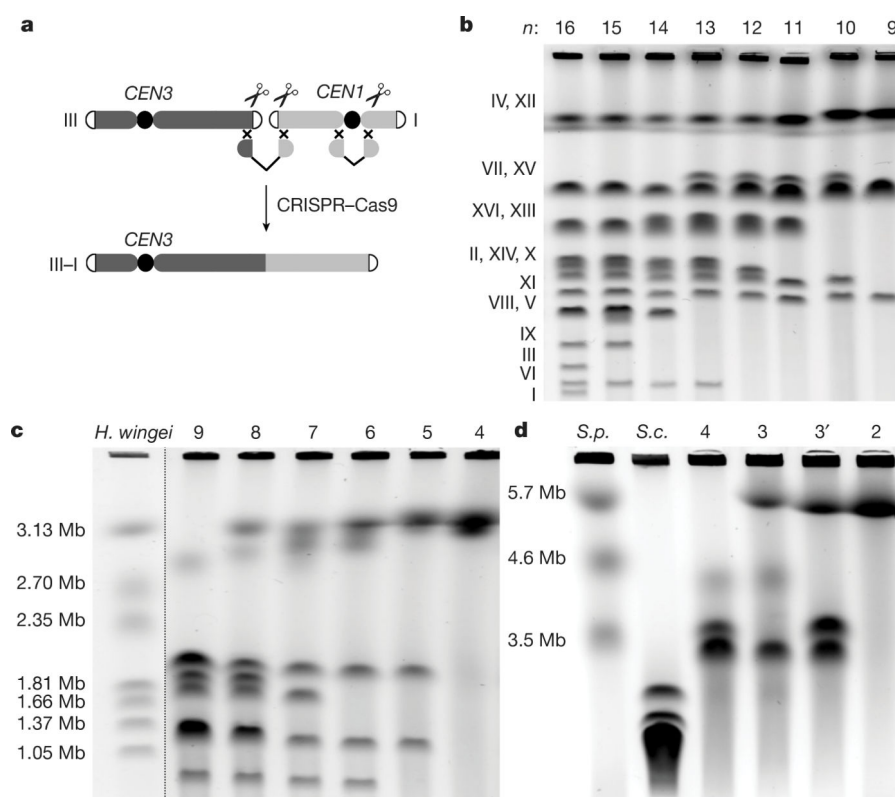 a
CEN3
CEN1
III
I
CRISPR–Cas9
CEN3
III–I
b
n: 16 15 14 13 12 11 10 9
IV, XII
VII, XV
XVI, XIII
II, XIV, X
XI
VIII, V
IX
III
VI
I
c
H. wingei 9 8 7 6 5 4
3.13 Mb
2.70 Mb
2.35 Mb
1.81 Mb
1.66 Mb
1.37 Mb
1.05 Mb
d
S.p. S.c. 4 3 3′ 2
5.7 Mb
4.6 Mb
3.5 Mb